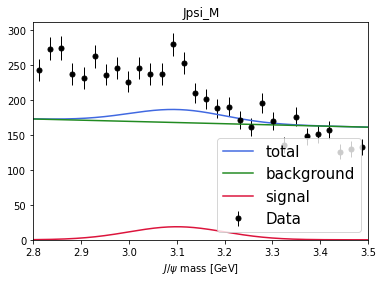 Jpsi_M
300
250
200
150
100
50
0
total
background
signal
Data
2.8 2.9 3.0 3.1 3.2 3.3 3.4 3.5
J/ψ mass [GeV]